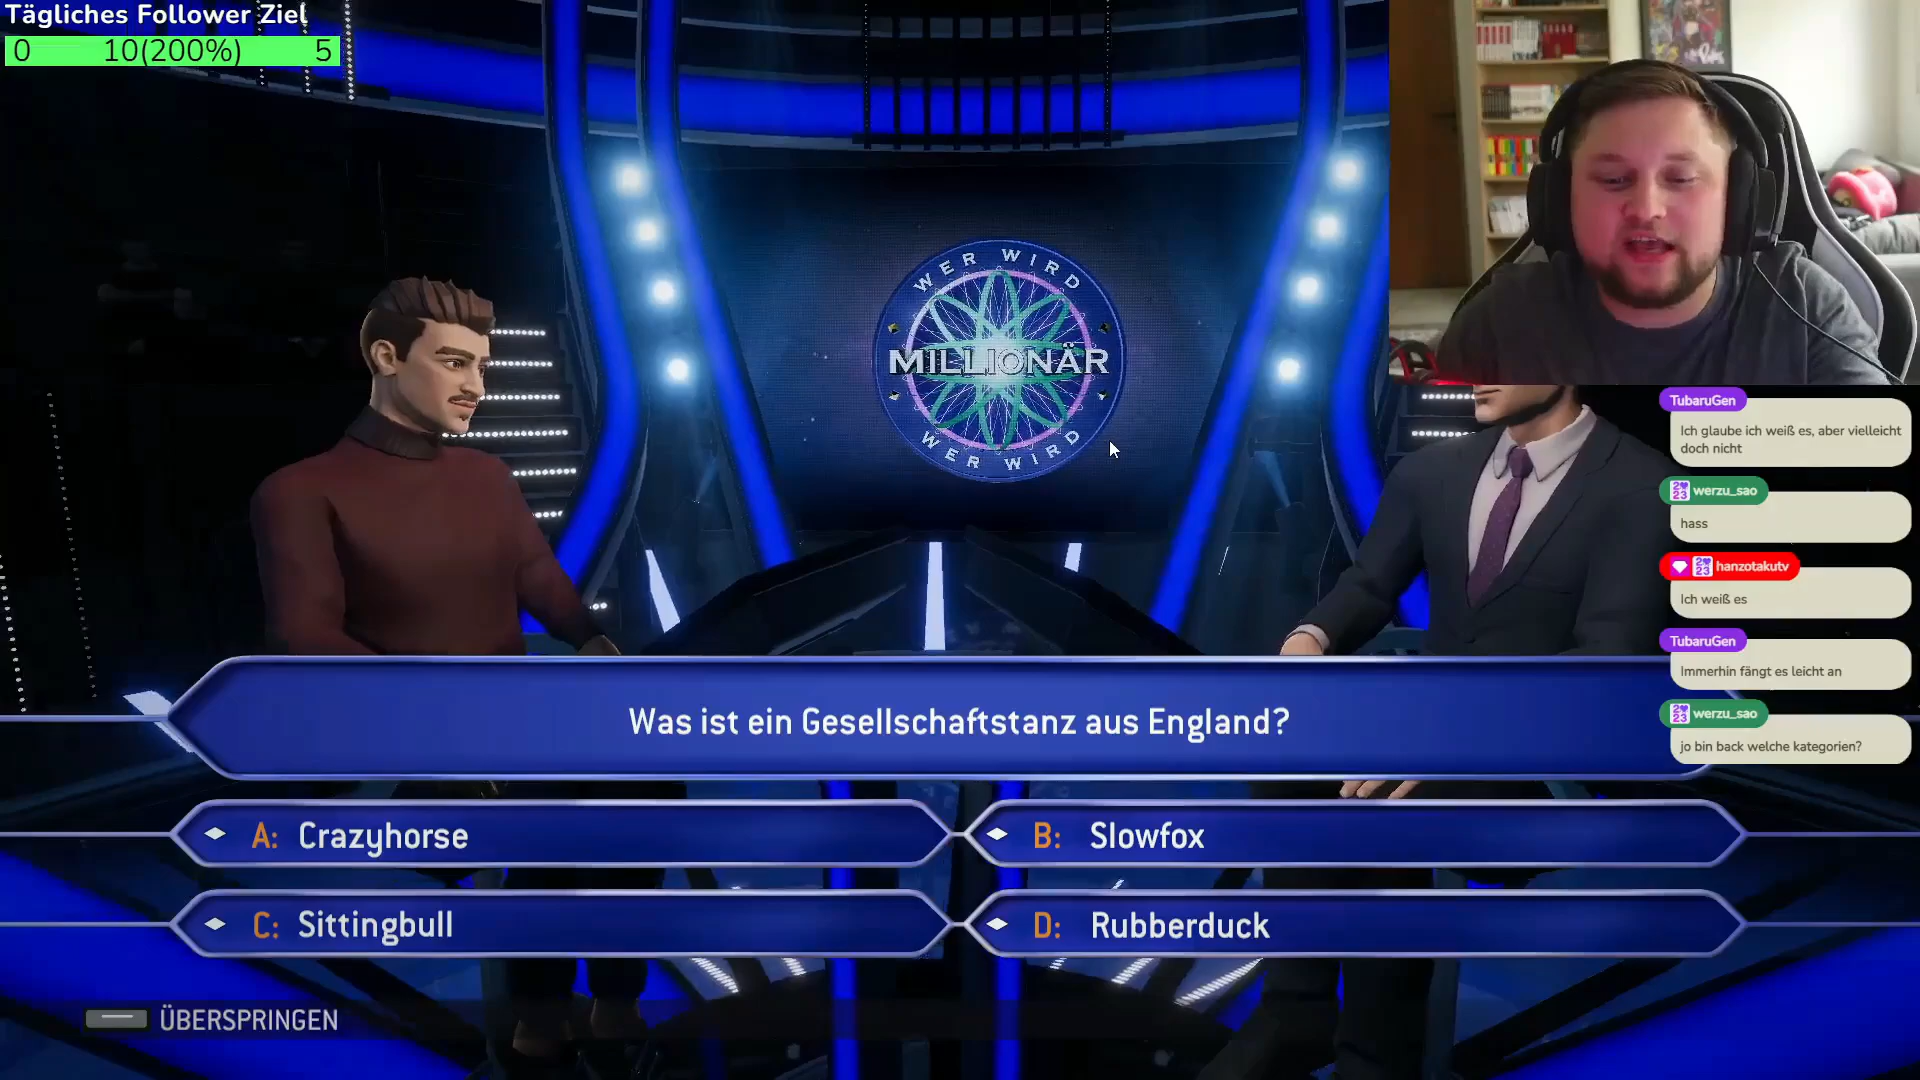 Tägliches Follower Ziel
0 10(200%) 5
WER WIRD
MILLIONÄR
WER WIRD
TubaruGen
Ich glaube ich weiß es, aber vielleicht
doch nicht
werzu_sao
hass
hanzotakutv
Ich weiß es
TubaruGen
Immerhin fängt es leicht an
werzu_sao
jo bin back welche kategorien?
Was ist ein Gesellschaftstanz aus England?
A: Crazyhorse
B: Slowfox
C: Sittingbull
D: Rubberduck
ÜBERSPRINGEN